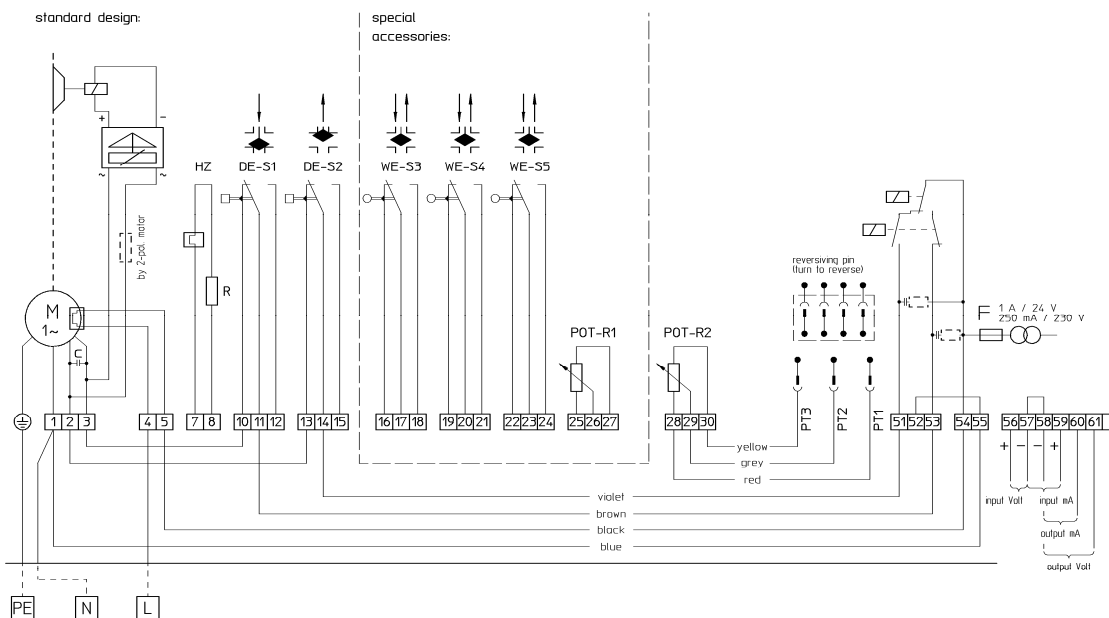 standard design:
special
accessories:
+ −
~ ~
HZ DE-S1 DE-S2 WE-S3 WE-S4 WE-S5
by 2-pol. motor
R
M
1~
C
POT-R1 POT-R2
reversiving pin
(turn to reverse)
F 1 A / 24 V
250 mA / 230 V
PT3 PT2 PT1
1 2 3 4 5 7 8 10 11 12 13 14 15 16 17 18 19 20 21 22 23 24 25 26 27 28 29 30 51 52 53 54 55 56 57 58 59 60 61
+ − − +
yellow
grey
red
violet
brown
black
blue
input Volt input mA
output mA
output Volt
PE N L